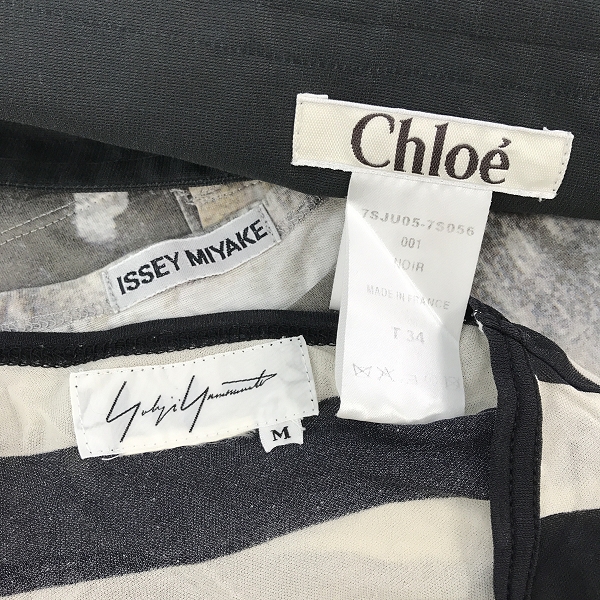 Chloé
7SJU05-7S056
001
NOIR
MADE IN FRANCE
T 34
ISSEY MIYAKE
Yohji Yamamoto
M